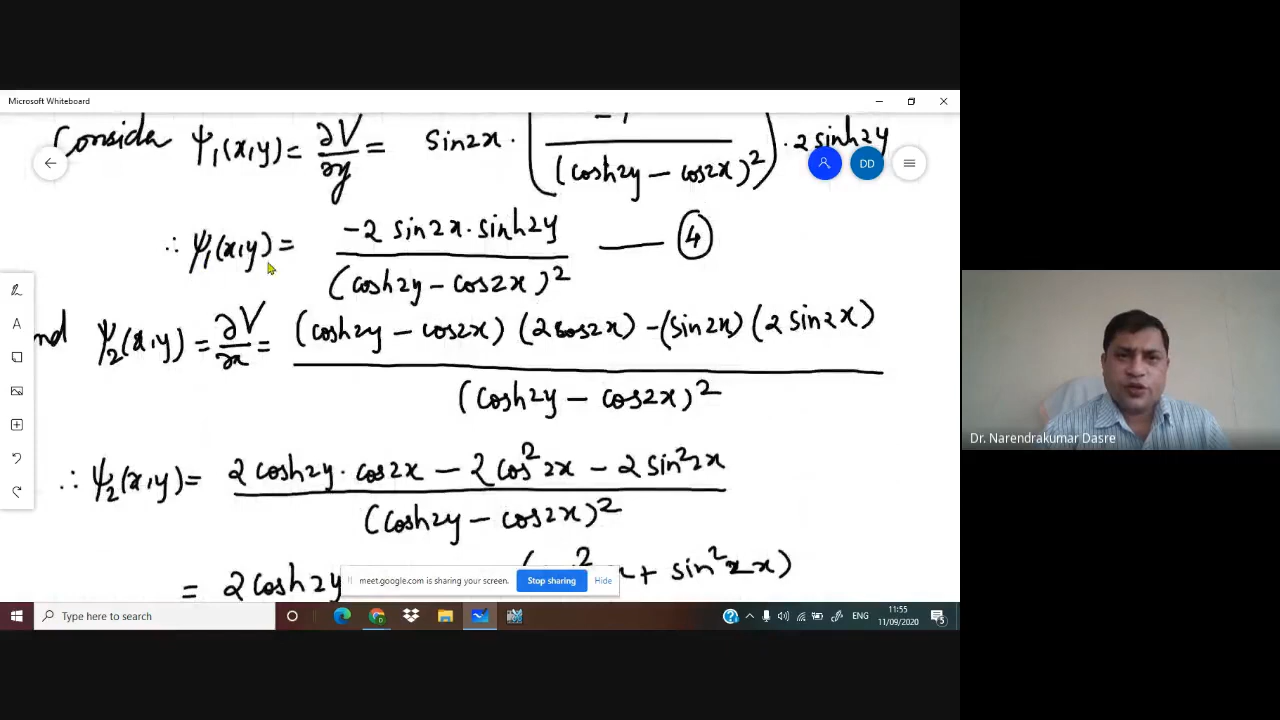 Microsoft Whiteboard
Consider ψ₁(x,y) = ∂V/∂y = sin2x · ( -1 / (cosh2y − cos2x)² ) · 2 sinh2y
DD
∴ ψ₁(x,y) = -2 sin2x · sinh2y / (cosh2y − cos2x)² —— ④
nd ψ₂(x,y) = ∂V/∂x = (cosh2y − cos2x) (2cos2x) − (sin2x) (2 sin2x) / (cosh2y − cos2x)²
Dr. Narendrakumar Dasre
∴ ψ₂(x,y) = 2 cosh2y · cos2x − 2 cos²2x − 2 sin²2x / (cosh2y − cos2x)²
= 2 cosh2y x + sin²2x)
meet.google.com is sharing your screen. Stop sharing Hide
Type here to search
ENG 11:55
11/09/2020 5